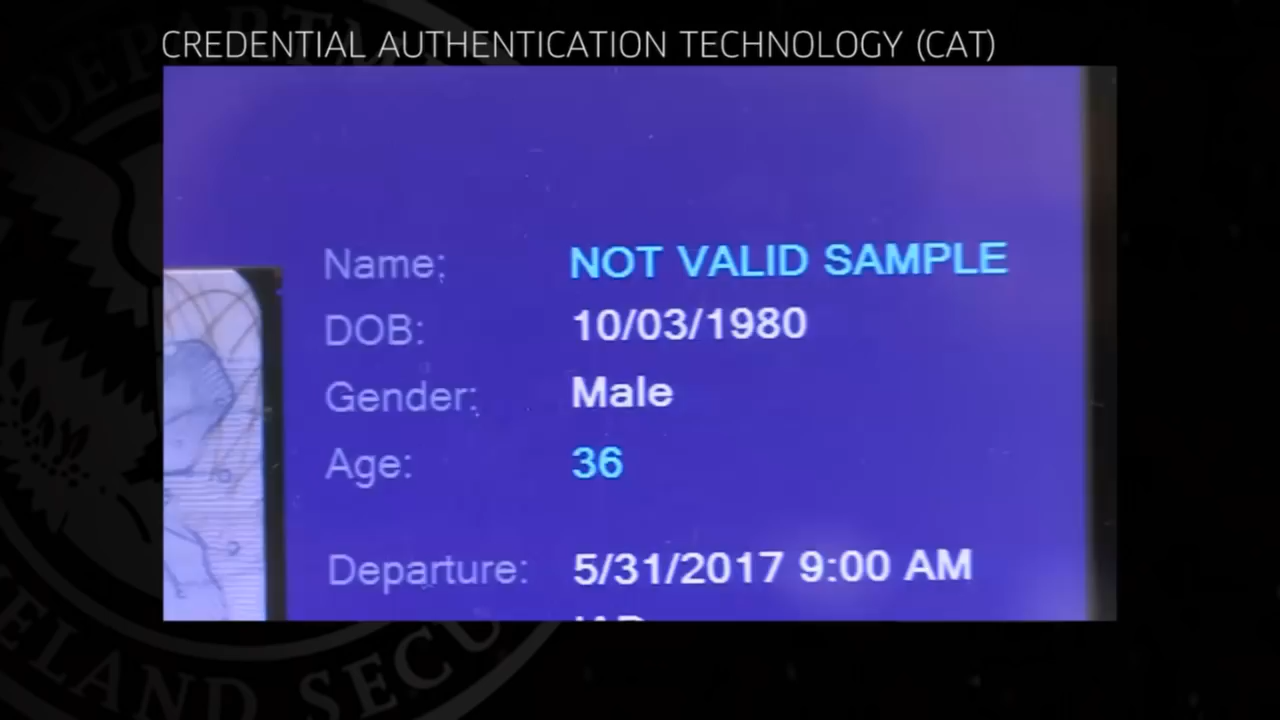 CREDENTIAL AUTHENTICATION TECHNOLOGY (CAT)
Name: NOT VALID SAMPLE
DOB: 10/03/1980
Gender: Male
Age: 36
Departure: 5/31/2017 9:00 AM